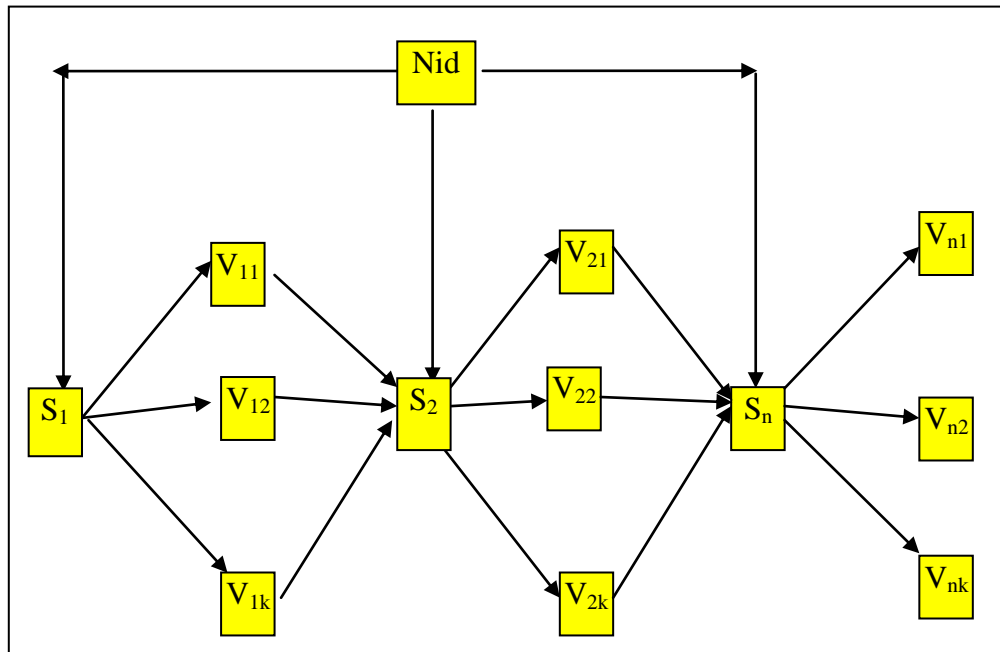 Nid
V₁₁
V₂₁
Vₙ₁
S₁
V₁₂
S₂
V₂₂
Sₙ
Vₙ₂
V₁ₖ
V₂ₖ
Vₙₖ